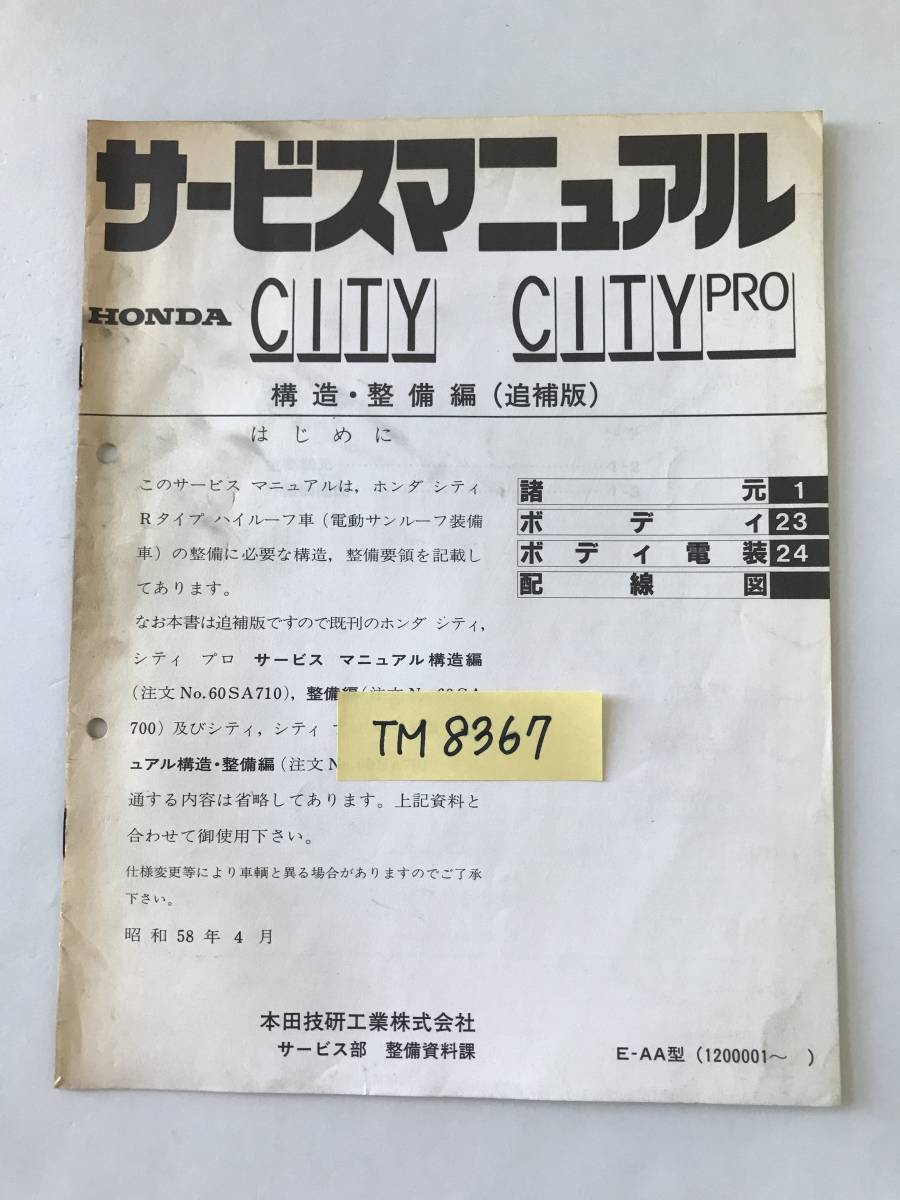 サービスマニュアル
HONDA CITY CITY PRO
構造・整備編(追補版)
はじめに
このサービス マニュアルは,ホンダ シティ
Rタイプ ハイルーフ車(電動サンルーフ装備
車)の整備に必要な構造,整備要領を記載し
てあります。
なお本書は追補版ですので既刊のホンダ シティ,
シティ プロ サービス マニュアル構造編
(注文No.60SA710),整備編
700)及びシティ,シティ
ュアル構造・整備編(注文
通する内容は省略してあります。上記資料と
合わせて御使用下さい。
仕様変更等により車輌と異る場合がありますのでご了承
下さい。
昭和58年4月
諸元 1
ボディ 23
ボディ電装 24
配線図
TM 8367
本田技研工業株式会社
サービス部 整備資料課
E-AA型(1200001〜 )